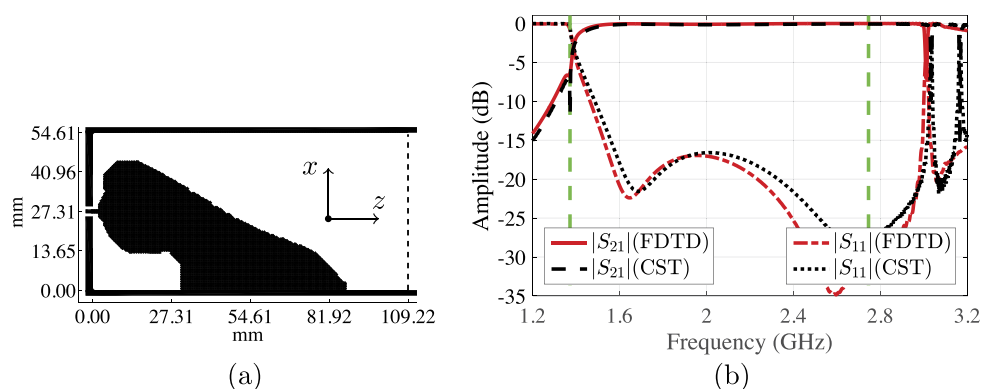 54.61
40.96
27.31
13.65
0.00
mm
x
z
0.00 27.31 54.61 81.92 109.22
mm
(a)
0
-5
-10
-15
-20
-25
-30
-35
Amplitude (dB)
|S21|(FDTD)
|S21|(CST)
|S11|(FDTD)
|S11|(CST)
1.2 1.6 2 2.4 2.8 3.2
Frequency (GHz)
(b)